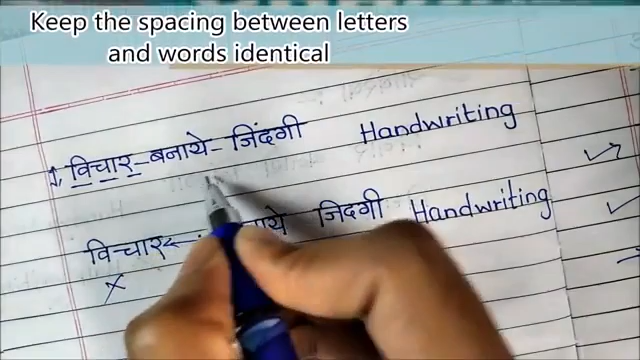 Keep the spacing between letters
and words identical
विचार-बनाये-जिंदगी Handwriting
विचार जिदगी Handwriting